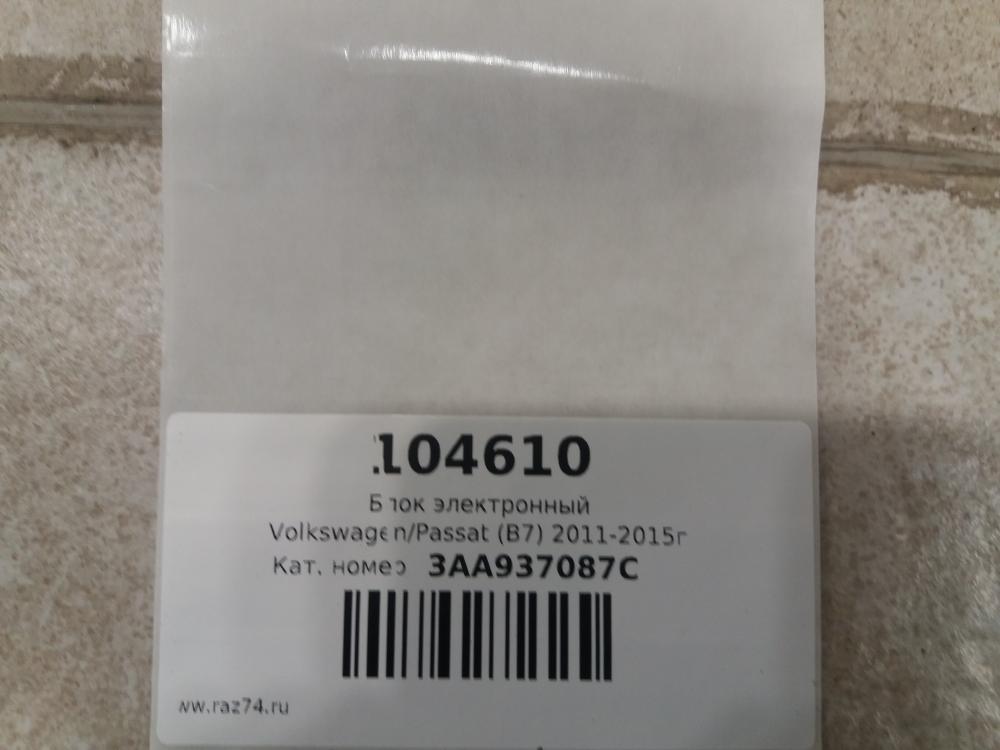 104610
Блок электронный
Volkswagen/Passat (B7) 2011-2015г
Кат. номер 3AA937087C
ww.raz74.ru